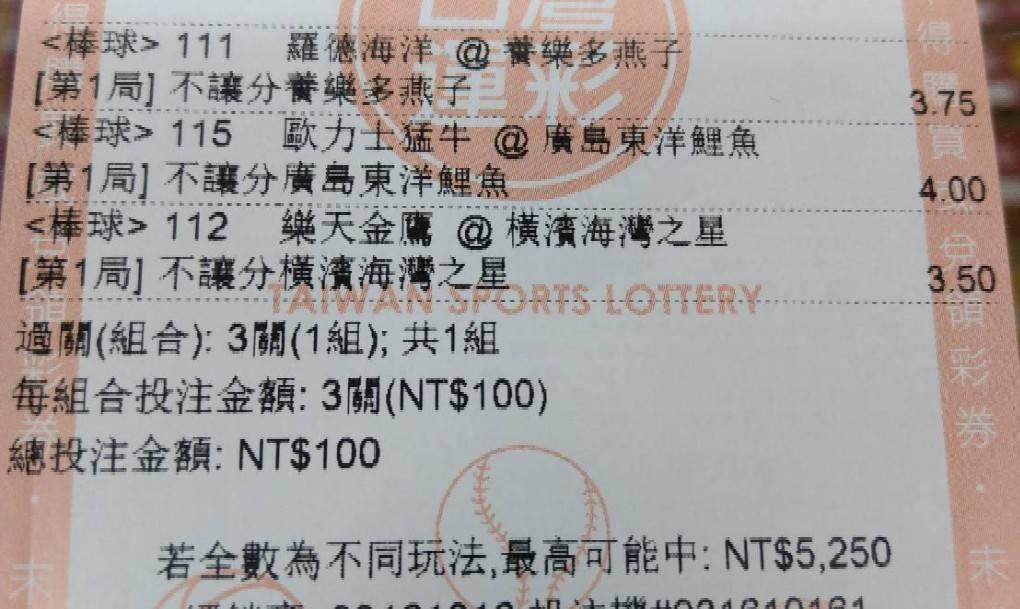 台灣
運彩
<棒球> 111 羅德海洋 @ 養樂多燕子
[第1局] 不讓分養樂多燕子 3.75
<棒球> 115 歐力士猛牛 @ 廣島東洋鯉魚
[第1局] 不讓分廣島東洋鯉魚 4.00
<棒球> 112 樂天金鷹 @ 橫濱海灣之星
[第1局] 不讓分橫濱海灣之星 3.50
TAIWAN SPORTS LOTTERY
過關(組合): 3關(1組); 共1組
每組合投注金額: 3關(NT$100)
總投注金額: NT$100
若全數為不同玩法,最高可能中: NT$5,250